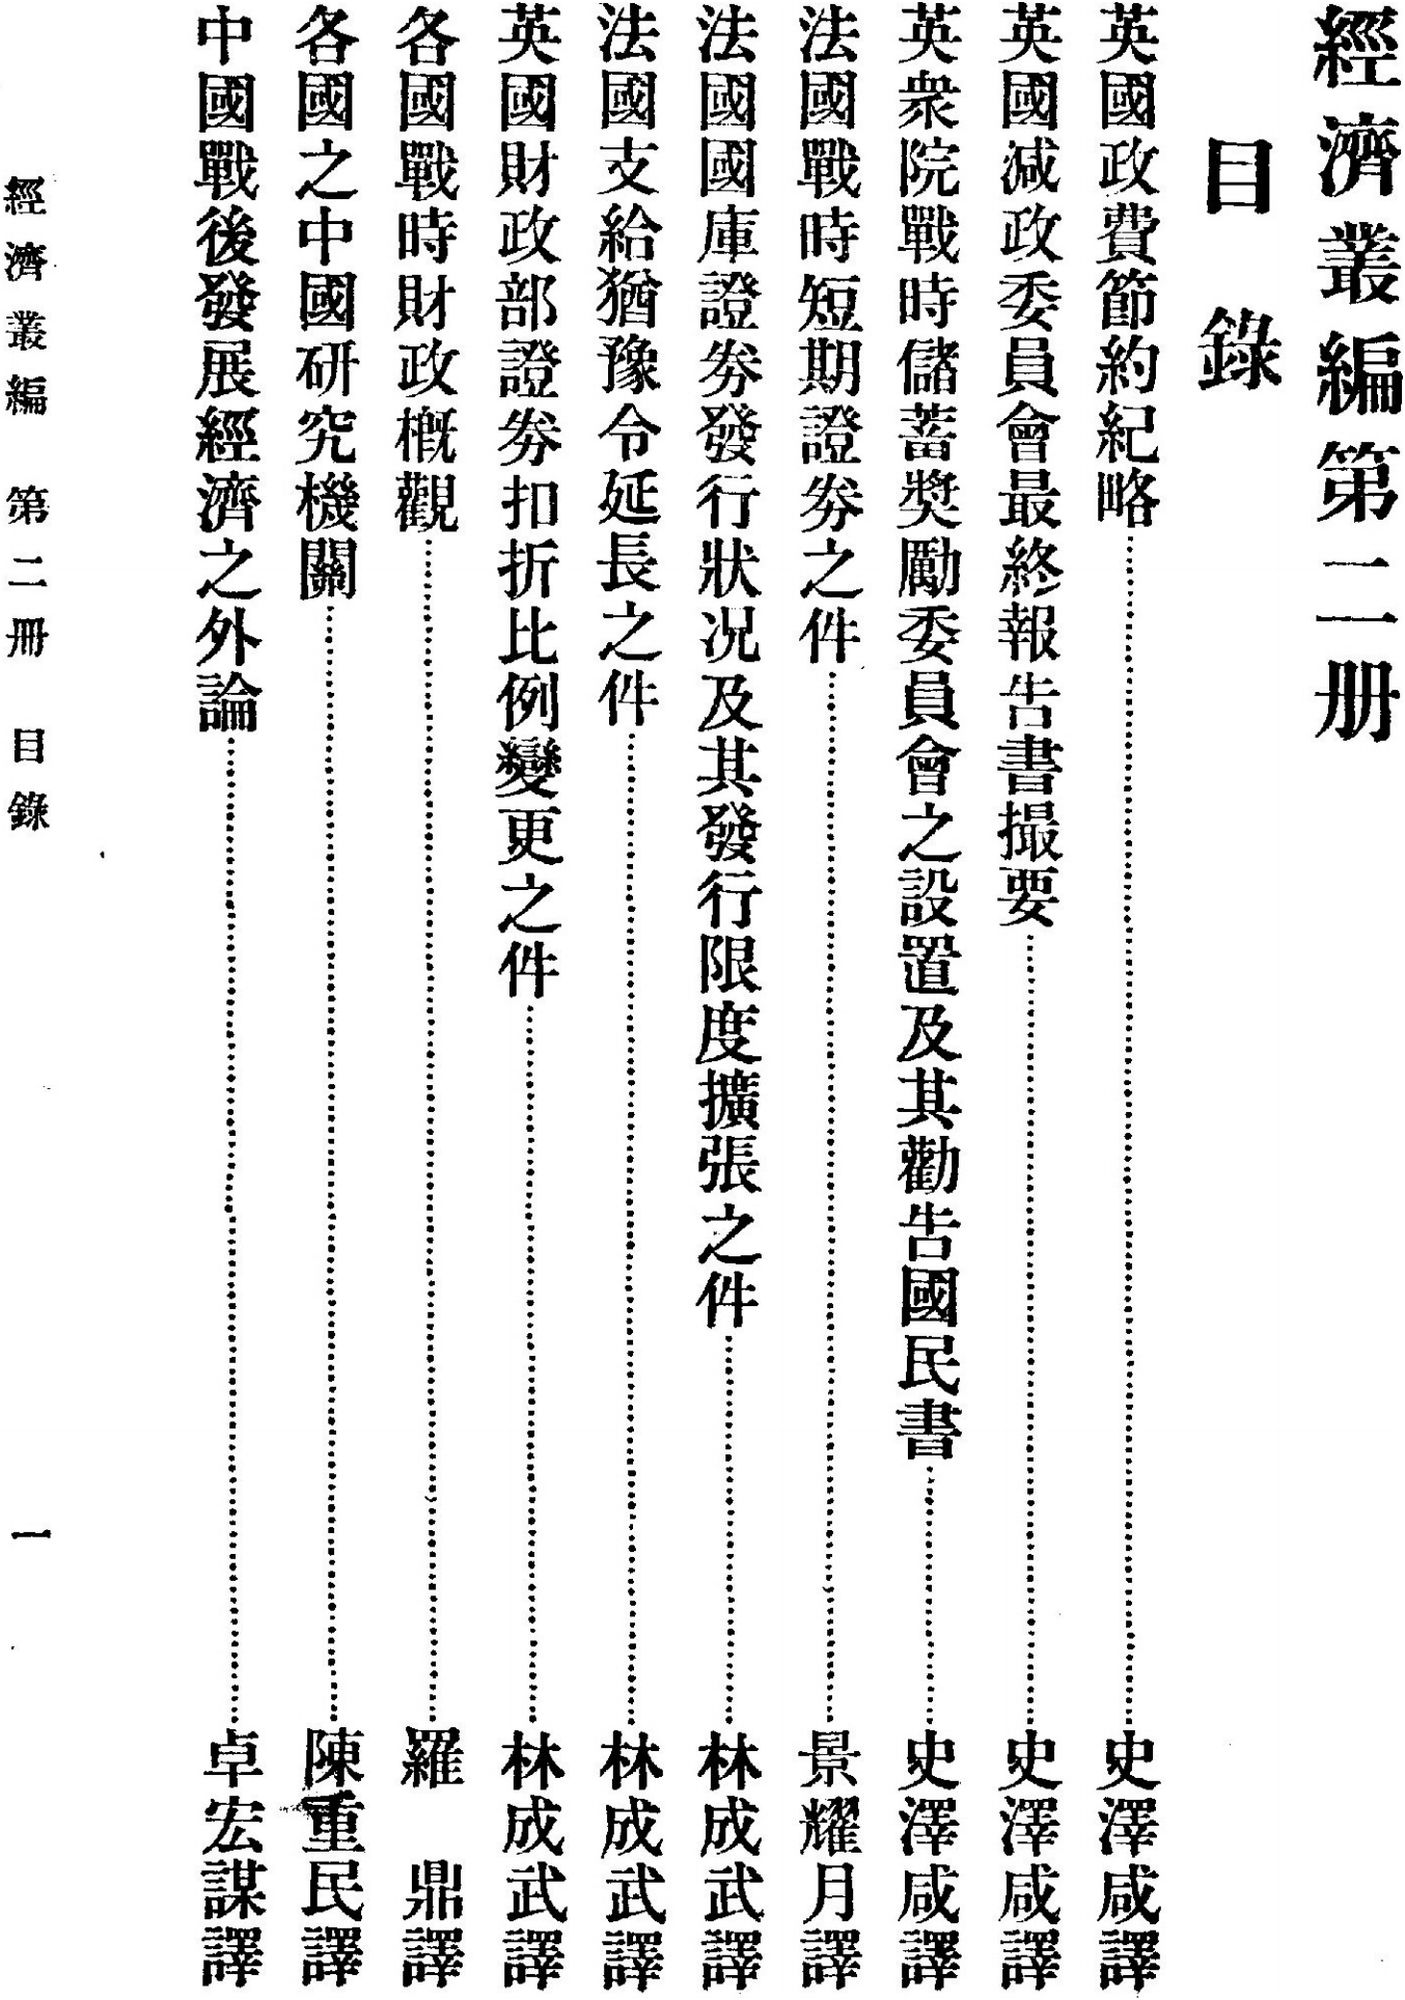 經濟叢編第二册
目錄
英國政費節約紀略……史澤咸譯
英國减政委員會最終報告書撮要……史澤咸譯
英衆院戰時儲蓄奬勵委員會之設置及其勸告國民書……史澤咸譯
法國戰時短期證劵之件……景耀月譯
法國國庫證劵發行狀况及其發行限度擴張之件……林成武譯
法國支給猶豫令延長之件……林成武譯
英國財政部證劵扣折比例變更之件……林成武譯
各國戰時財政概觀……羅鼎譯
各國之中國研究機關……陳重民譯
中國戰後發展經濟之外論……卓宏謀譯
經濟叢編 第二冊 目錄 一